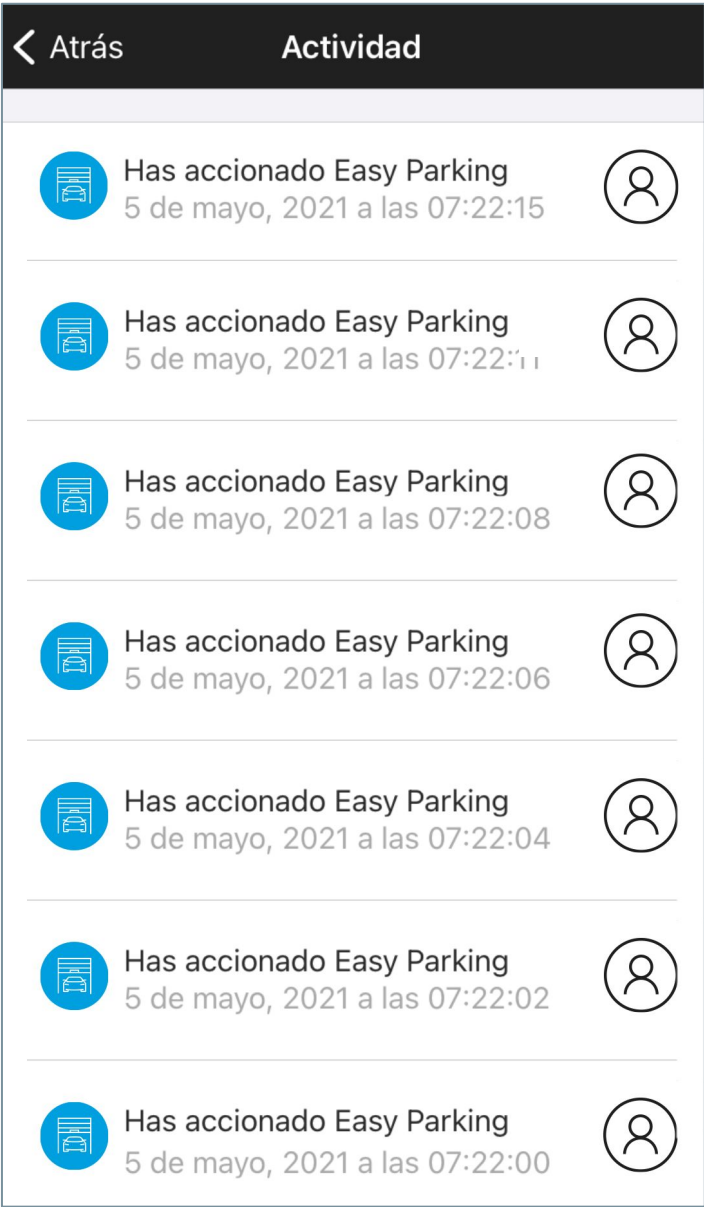 Atrás
Actividad
Has accionado Easy Parking
5 de mayo, 2021 a las 07:22:15
Has accionado Easy Parking
5 de mayo, 2021 a las
Has accionado Easy Parking
5 de mayo, 2021 a las 07:22:08
Has accionado Easy Parking
5 de mayo, 2021 a las 07:22:06
Has accionado Easy Parking
5 de mayo, 2021 a las 07:22:04
Has accionado Easy Parking
5 de mayo, 2021 a las 07:22:02
Has accionado Easy Parking
5 de mayo, 2021 a las 07:22:00